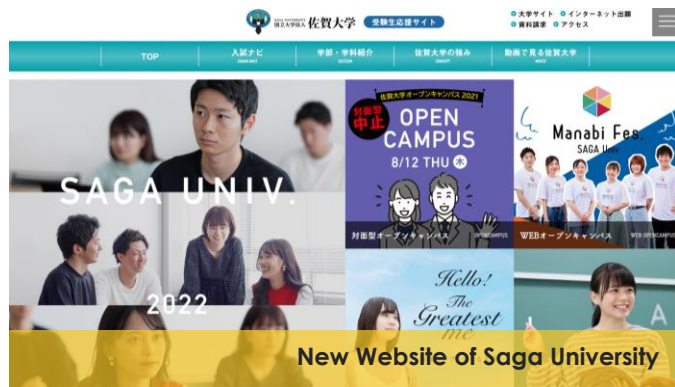 国立大学法人 佐賀大学 受験生応援サイト
大学サイト インターネット出願
資料請求 アクセス
TOP
入試ナビ
学部・学科紹介
佐賀大学の強み
動画で見る佐賀大学
佐賀大学オープンキャンパス2021
対面型
中止
OPEN
CAMPUS
8/12 THU 木
対面型オープンキャンパス OPENCAMPUS
Manabi Fes.
SAGA Univ
WEBオープンキャンパス WEB OPENCAMPUS
SAGA UNIV.
2022
Hello!
The
Greatest
me
A
New Website of Saga University